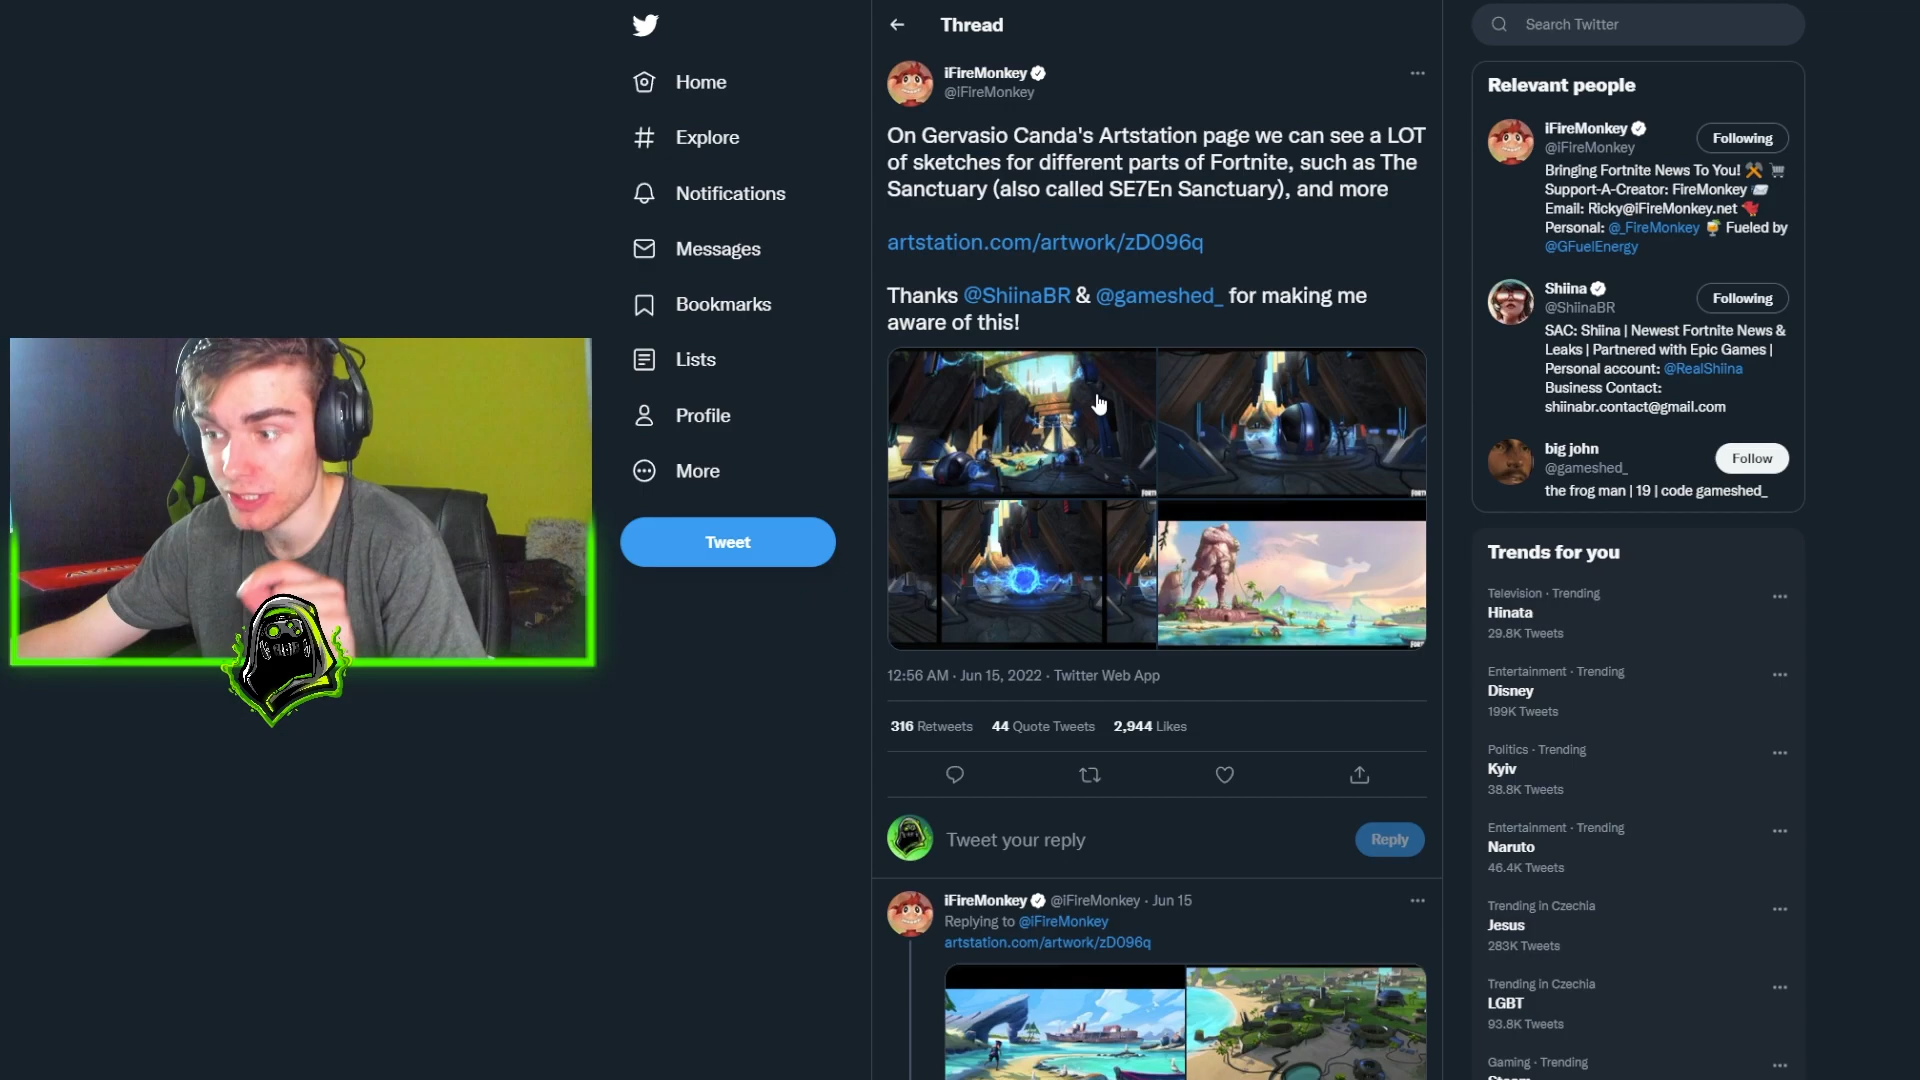 Home
Explore
Notifications
Messages
Bookmarks
Lists
Profile
More
Tweet
Thread
iFireMonkey
@iFireMonkey
On Gervasio Canda's Artstation page we can see a LOT
of sketches for different parts of Fortnite, such as The
Sanctuary (also called SE7En Sanctuary), and more
artstation.com/artwork/zD096q
Thanks @ShiinaBR & @gameshed_ for making me
aware of this!
12:56 AM · Jun 15, 2022 · Twitter Web App
316 Retweets 44 Quote Tweets 2,944 Likes
Tweet your reply
Reply
iFireMonkey @iFireMonkey · Jun 15
Replying to @iFireMonkey
artstation.com/artwork/zD096q
Search Twitter
Relevant people
iFireMonkey
@iFireMonkey
Following
Bringing Fortnite News To You!
Support-A-Creator: FireMonkey
Email: Ricky@iFireMonkey.net
Personal: @_FireMonkey Fueled by
@GFuelEnergy
Shiina
@ShiinaBR
Following
SAC: Shiina | Newest Fortnite News &
Leaks | Partnered with Epic Games |
Personal account: @RealShiina
Business Contact:
shiinabr.contact@gmail.com
big john
@gameshed_
Follow
the frog man | 19 | code gameshed_
Trends for you
Television · Trending
Hinata
29.8K Tweets
Entertainment · Trending
Disney
199K Tweets
Politics · Trending
Kyiv
38.8K Tweets
Entertainment · Trending
Naruto
46.4K Tweets
Trending in Czechia
Jesus
283K Tweets
Trending in Czechia
LGBT
93.8K Tweets
Gaming · Trending